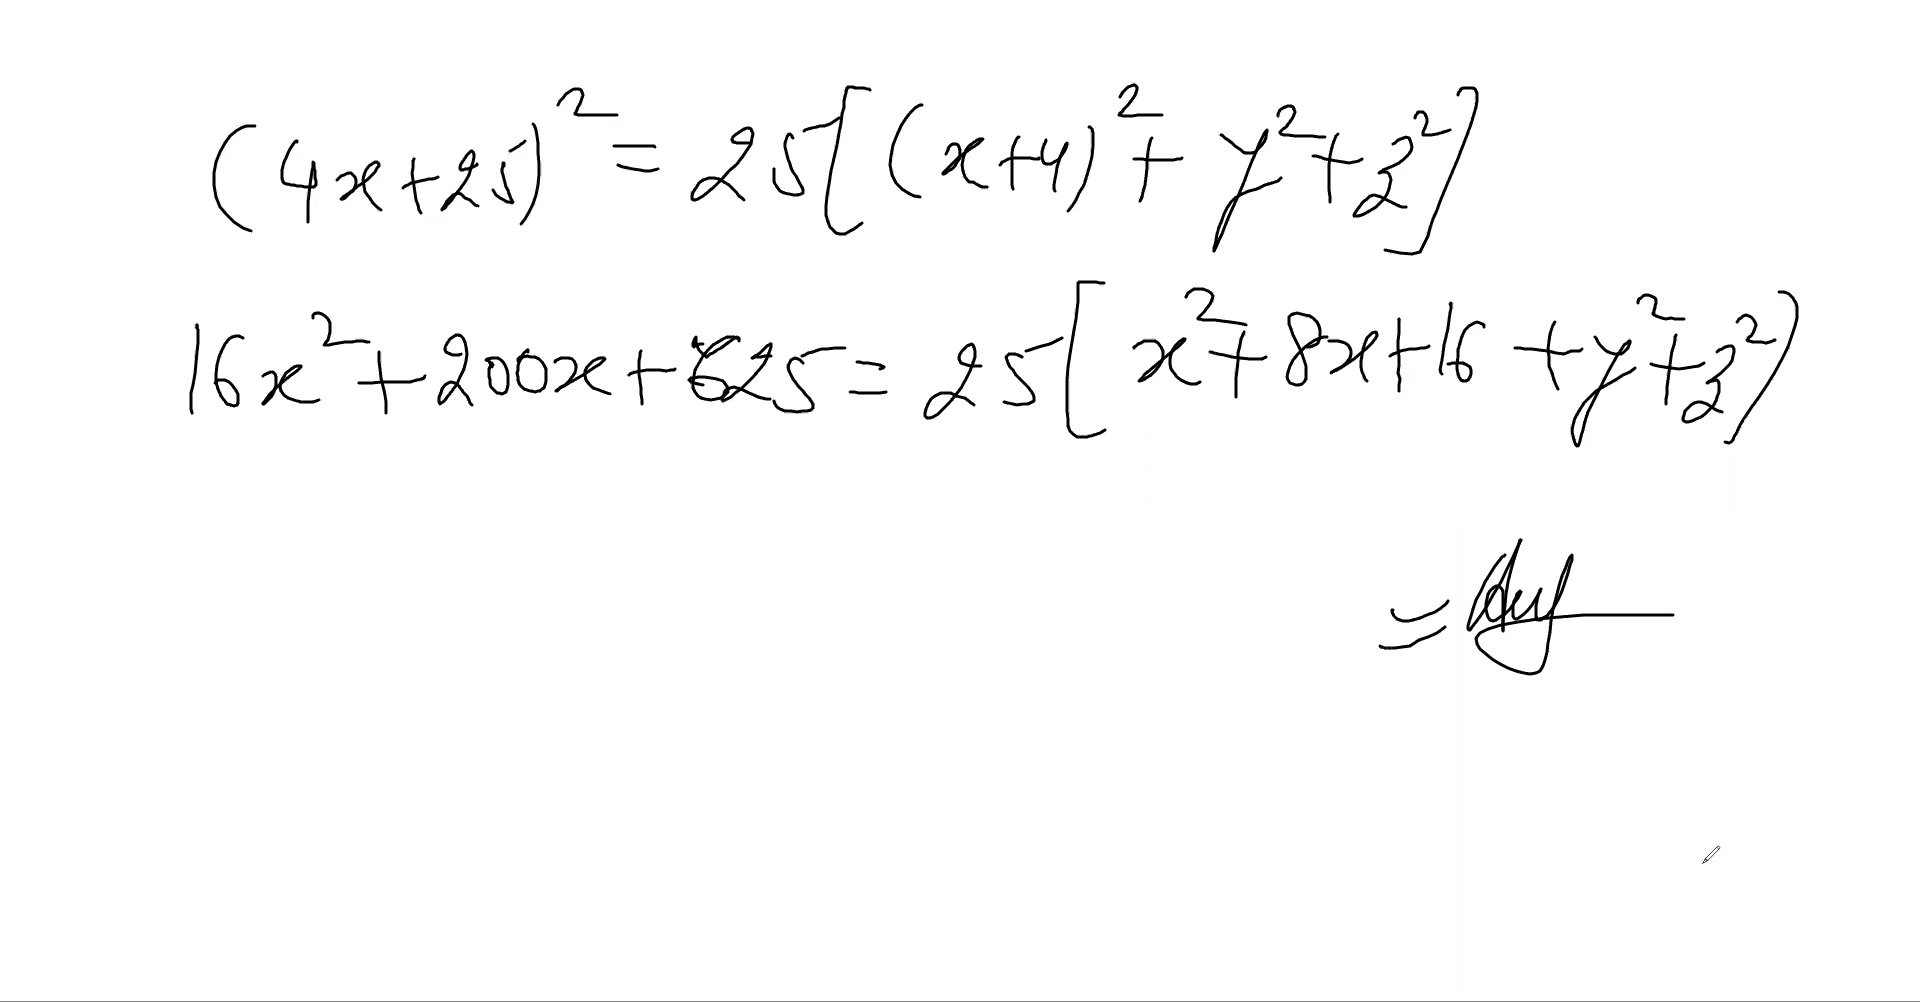 (4x+25)² = 25[(x+4)² + y² + z²]
16x² + 200x + 625 = 25[x² + 8x + 16 + y² + z²)
=